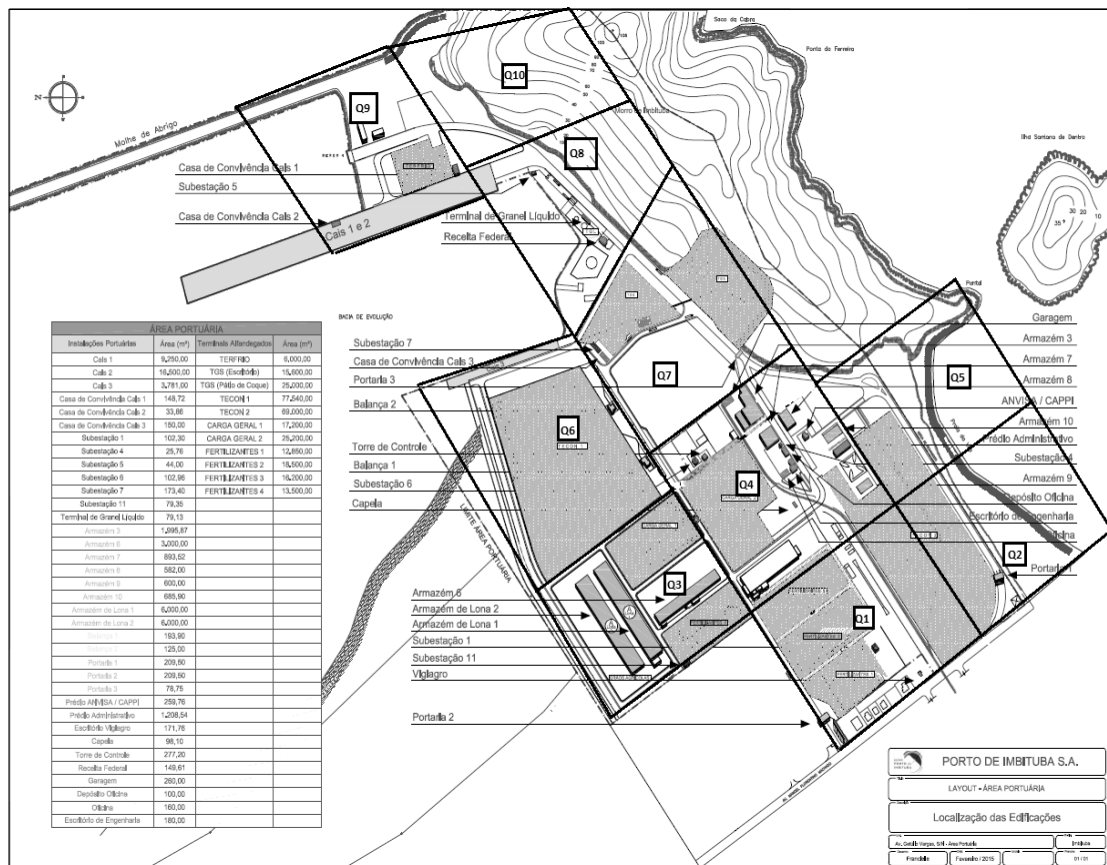 Saco da Cabra
Ponta da Ferreira
Q10
Q9
N
Molhe de Abrigo
Morro de Imbituba
Ilha Santana de Dentro
Q8
Casa de Convivência Cais 1
Subestação 5
Casa de Convivência Cais 2
Cais 1 e 2
Terminal de Granel Líquido
Receita Federal
30 20 10
35
BACIA DE EVOLUÇÃO
Pontal
Garagem
Armazém 3
Armazém 7
Armazém 8
ANVISA / CAPPI
Armazém 10
Prédio Administrativo
Subestação 4
Armazém 9
Depósito Oficina
Escritório de Engenharia
Oficina
Portaria 1
Subestação 7
Casa de Convivência Cais 3
Portaria 3
Balança 2
Torre de Controle
Balança 1
Subestação 6
Capela
Q7
Q5
Q6
Q4
Q3
Q2
Q1
LIMITE ÁREA PORTUÁRIA
Armazém 6
Armazém de Lona 2
Armazém de Lona 1
Subestação 1
Subestação 11
Vigiagro
Portaria 2
ÁREA PORTUÁRIA
Instalações Portuárias Área (m²) Terminais Alfandegados Área (m²)
Cais 1 9.250,00 TERFRIO 6.000,00
Cais 2 16.500,00 TGS (Escritório) 15.600,00
Cais 3 3.781,00 TGS (Pátio de Coque) 25.000,00
Casa de Convivência Cais 1 148,72 TECON 1 77.540,00
Casa de Convivência Cais 2 33,86 TECON 2 69.000,00
Casa de Convivência Cais 3 150,00 CARGA GERAL 1 17.200,00
Subestação 1 102,30 CARGA GERAL 2 25.200,00
Subestação 4 25,76 FERTILIZANTES 1 12.850,00
Subestação 5 44,00 FERTILIZANTES 2 18.500,00
Subestação 6 102,96 FERTILIZANTES 3 16.200,00
Subestação 7 173,40 FERTILIZANTES 4 13.500,00
Subestação 11 79,35
Terminal de Granel Líquido 79,13
Armazém 3 1.995,87
Armazém 6 3.000,00
Armazém 7 893,52
Armazém 8 582,00
Armazém 9 600,00
Armazém 10 685,90
Armazém de Lona 1 6.000,00
Armazém de Lona 2 6.000,00
Balança 1 193,90
Balança 2 125,00
Portaria 1 209,50
Portaria 2 209,50
Portaria 3 78,75
Prédio ANVISA / CAPPI 259,76
Prédio Administrativo 1.208,54
Escritório Vigiagro 171,78
Capela 98,10
Torre de Controle 277,20
Receita Federal 149,61
Garagem 260,00
Depósito Oficina 100,00
Oficina 160,00
Escritório de Engenharia 180,00
PORTO DE IMBITUBA S.A.
LAYOUT - ÁREA PORTUÁRIA
Localização das Edificações
Av. Getúlio Vargas, S/N - Área Portuária
Imbituba
Fevereiro / 2015
01 / 01